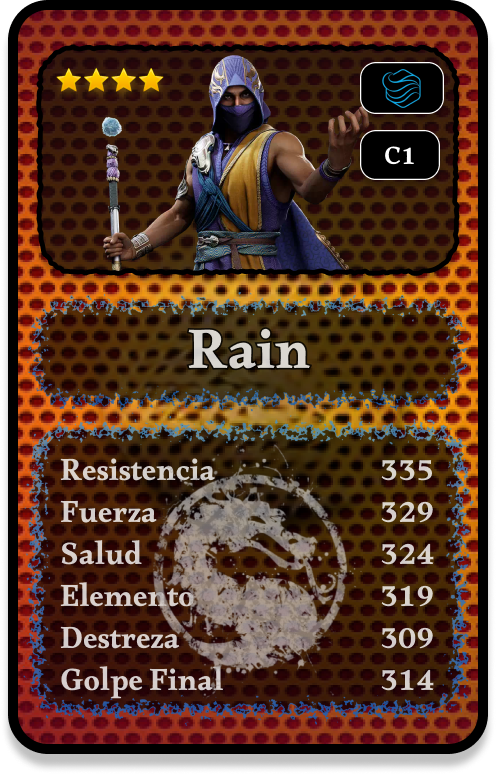 C1
Rain
Resistencia 335
Fuerza 329
Salud 324
Elemento 319
Destreza 309
Golpe Final 314